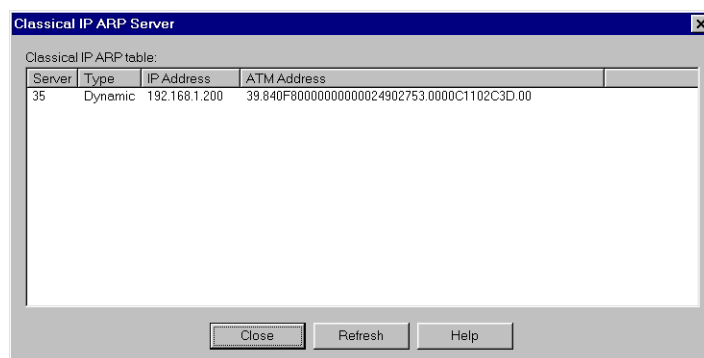 Classical IP ARP Server
Classical IP ARP table:
Server Type IP Address ATM Address
35 Dynamic 192.168.1.200 39.840F80000000000024902753.0000C1102C3D.00
Close Refresh Help